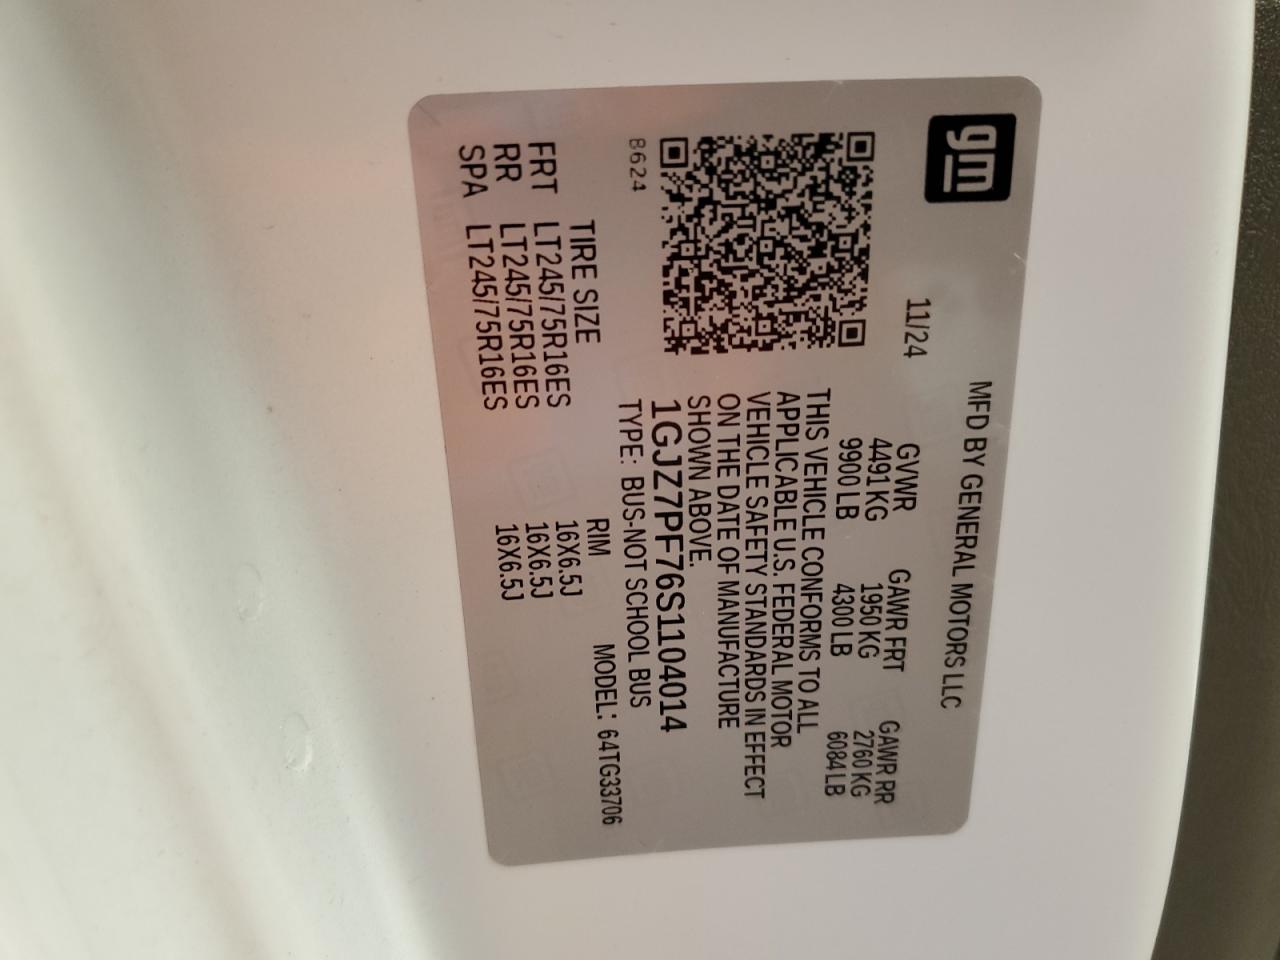 gm
MFD BY GENERAL MOTORS LLC
11/24
GVWR GAWR FRT GAWR RR
4491 KG 1950 KG 2760 KG
9900 LB 4300 LB 6084 LB
THIS VEHICLE CONFORMS TO ALL
APPLICABLE U.S. FEDERAL MOTOR
VEHICLE SAFETY STANDARDS IN EFFECT
ON THE DATE OF MANUFACTURE
SHOWN ABOVE.
1GJZ7PF76S1104014
B624
TYPE: BUS-NOT SCHOOL BUS
MODEL: 64TG33706
TIRE SIZE RIM
FRT LT245/75R16ES 16X6.5J
RR LT245/75R16ES 16X6.5J
SPA LT245/75R16ES 16X6.5J